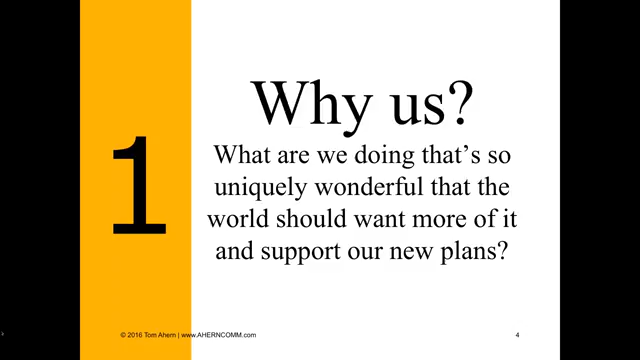 1
Why us?
What are we doing that’s so
uniquely wonderful that the
world should want more of it
and support our new plans?
© 2016 Tom Ahern | www.AHERNCOMM.com
4